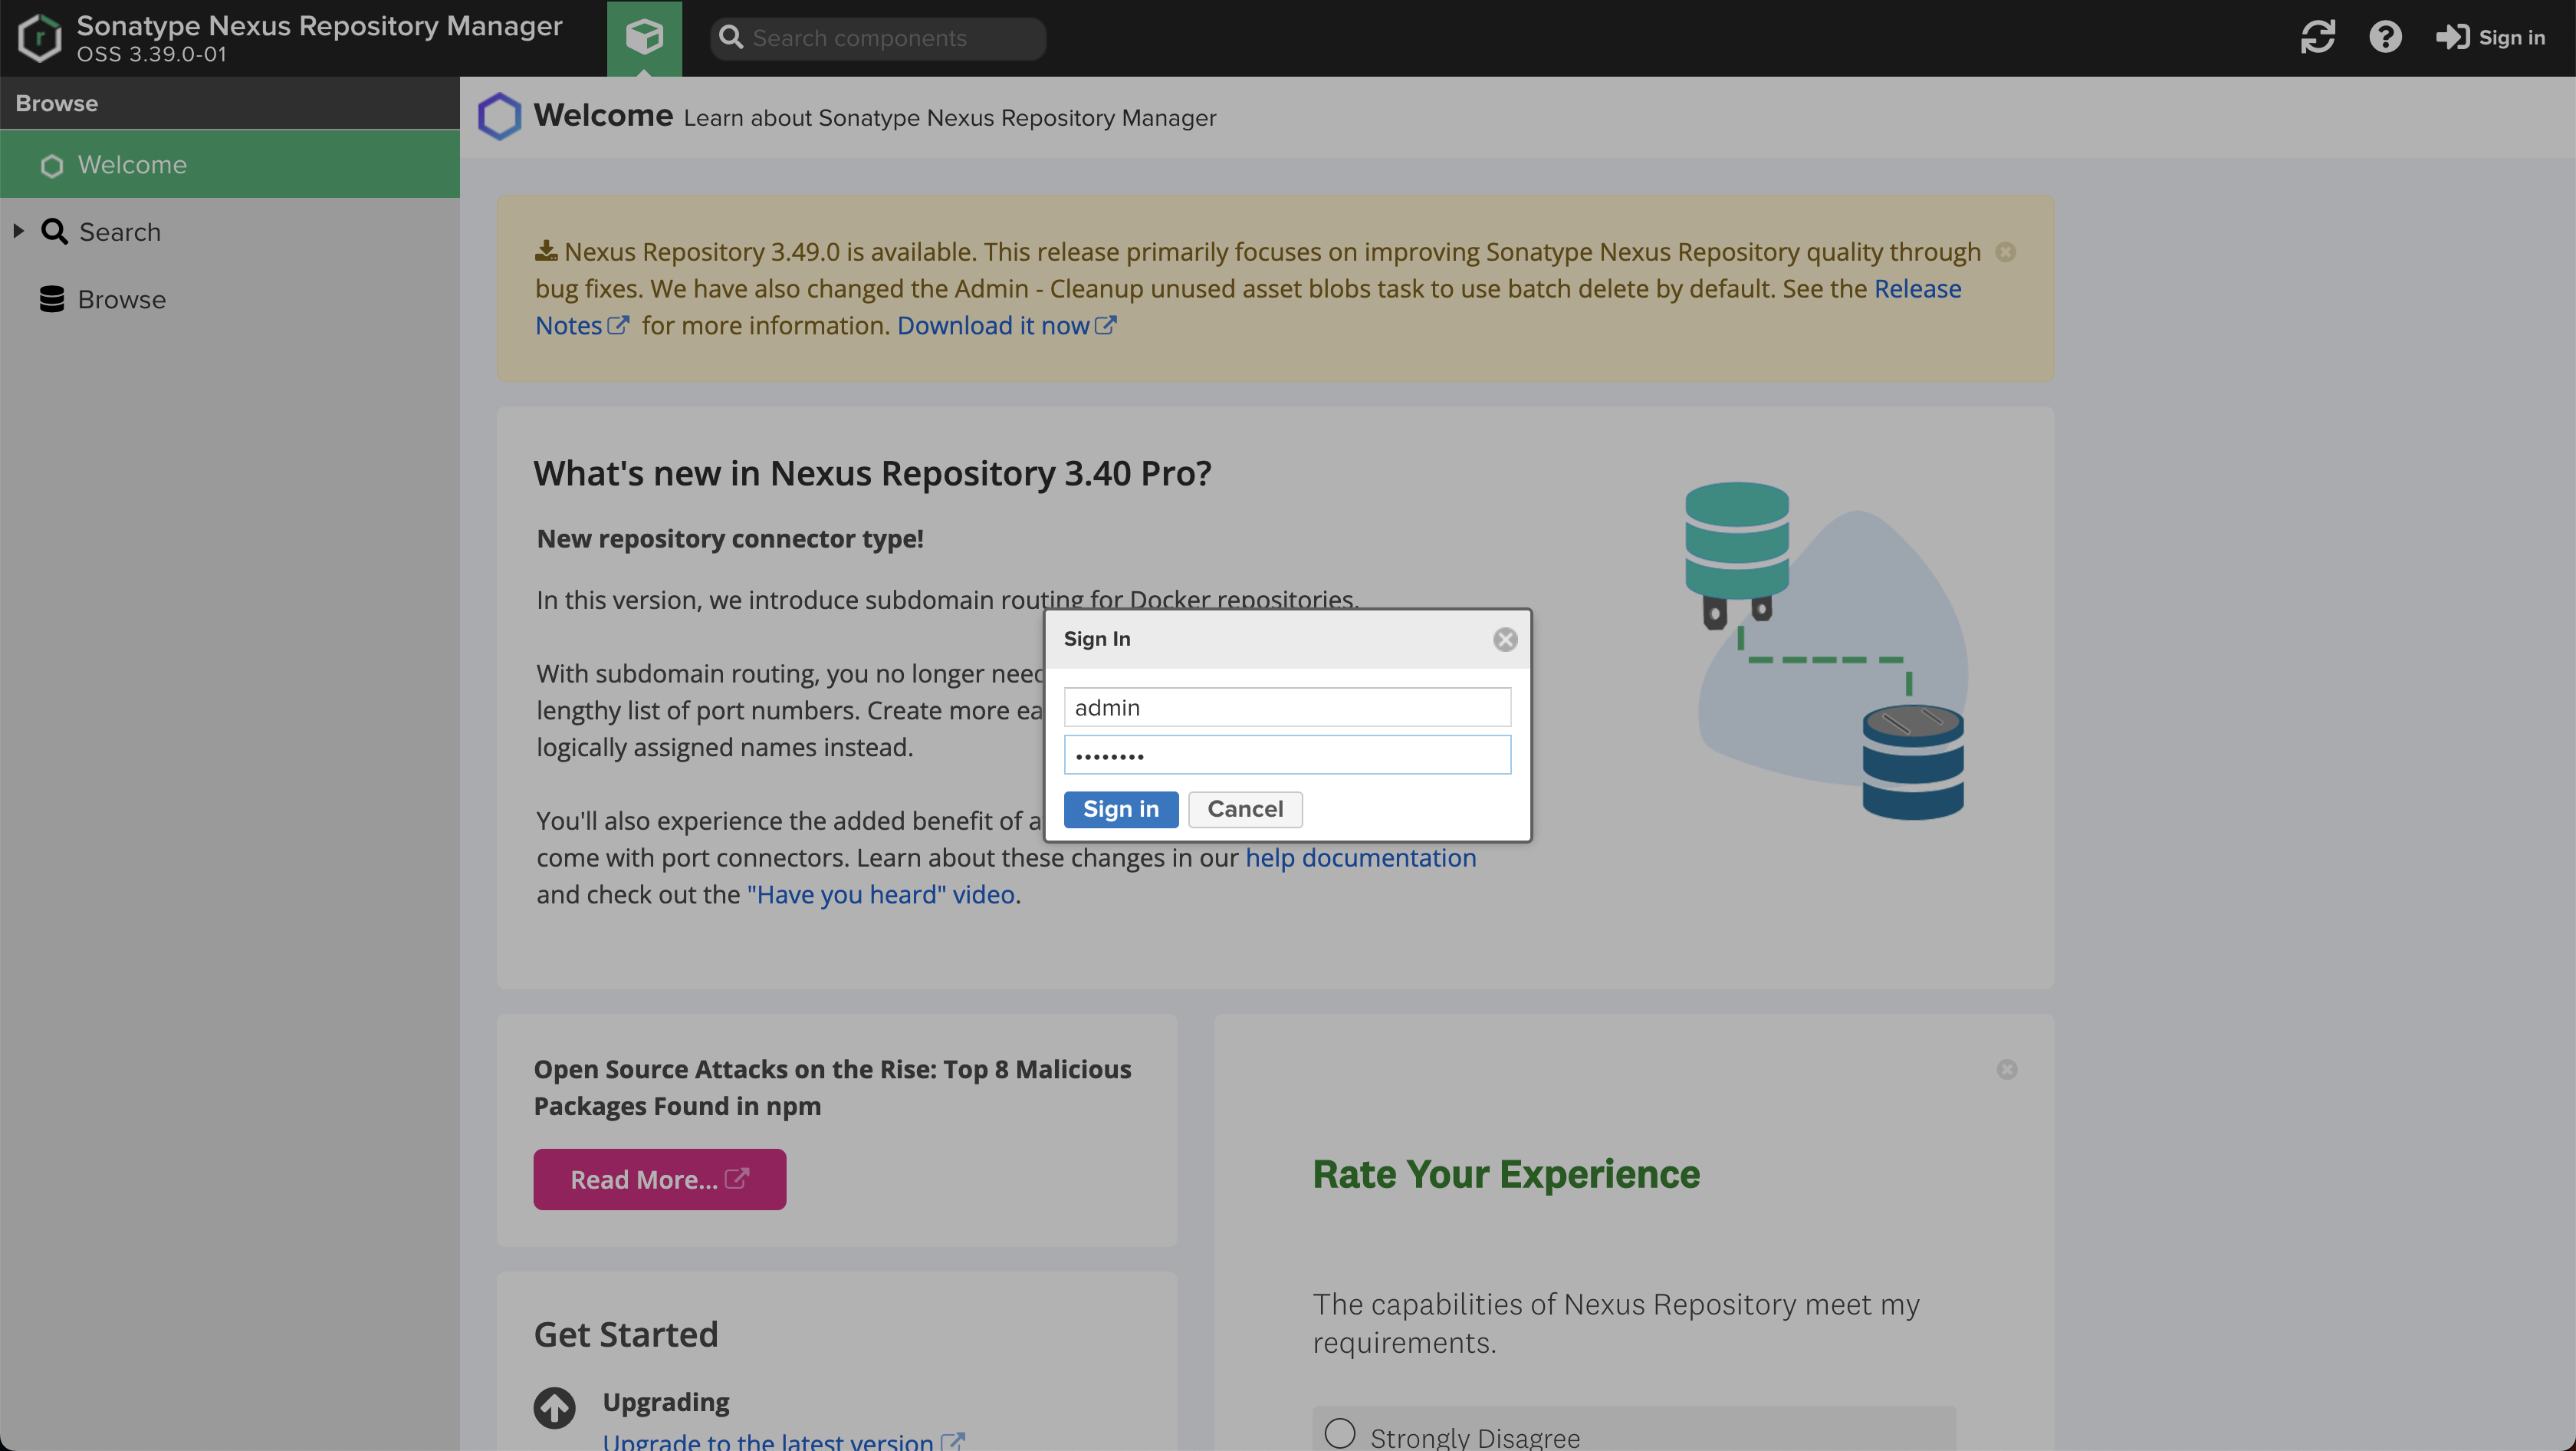 Sonatype Nexus Repository Manager
OSS 3.39.0-01
Search components
Sign in
Browse
Welcome
Search
Browse
Welcome Learn about Sonatype Nexus Repository Manager
Nexus Repository 3.49.0 is available. This release primarily focuses on improving Sonatype Nexus Repository quality through
bug fixes. We have also changed the Admin - Cleanup unused asset blobs task to use batch delete by default. See the Release
Notes for more information. Download it now
What's new in Nexus Repository 3.40 Pro?
New repository connector type!
In this version, we introduce subdomain routing for Docker repositories.
With subdomain routing, you no longer need
lengthy list of port numbers. Create more ea
logically assigned names instead.
You'll also experience the added benefit of a
come with port connectors. Learn about these changes in our help documentation
and check out the "Have you heard" video.
Sign In
admin
••••••••
Sign in
Cancel
Open Source Attacks on the Rise: Top 8 Malicious
Packages Found in npm
Read More...
Get Started
Upgrading
Upgrade to the latest version
Rate Your Experience
The capabilities of Nexus Repository meet my
requirements.
Strongly Disagree